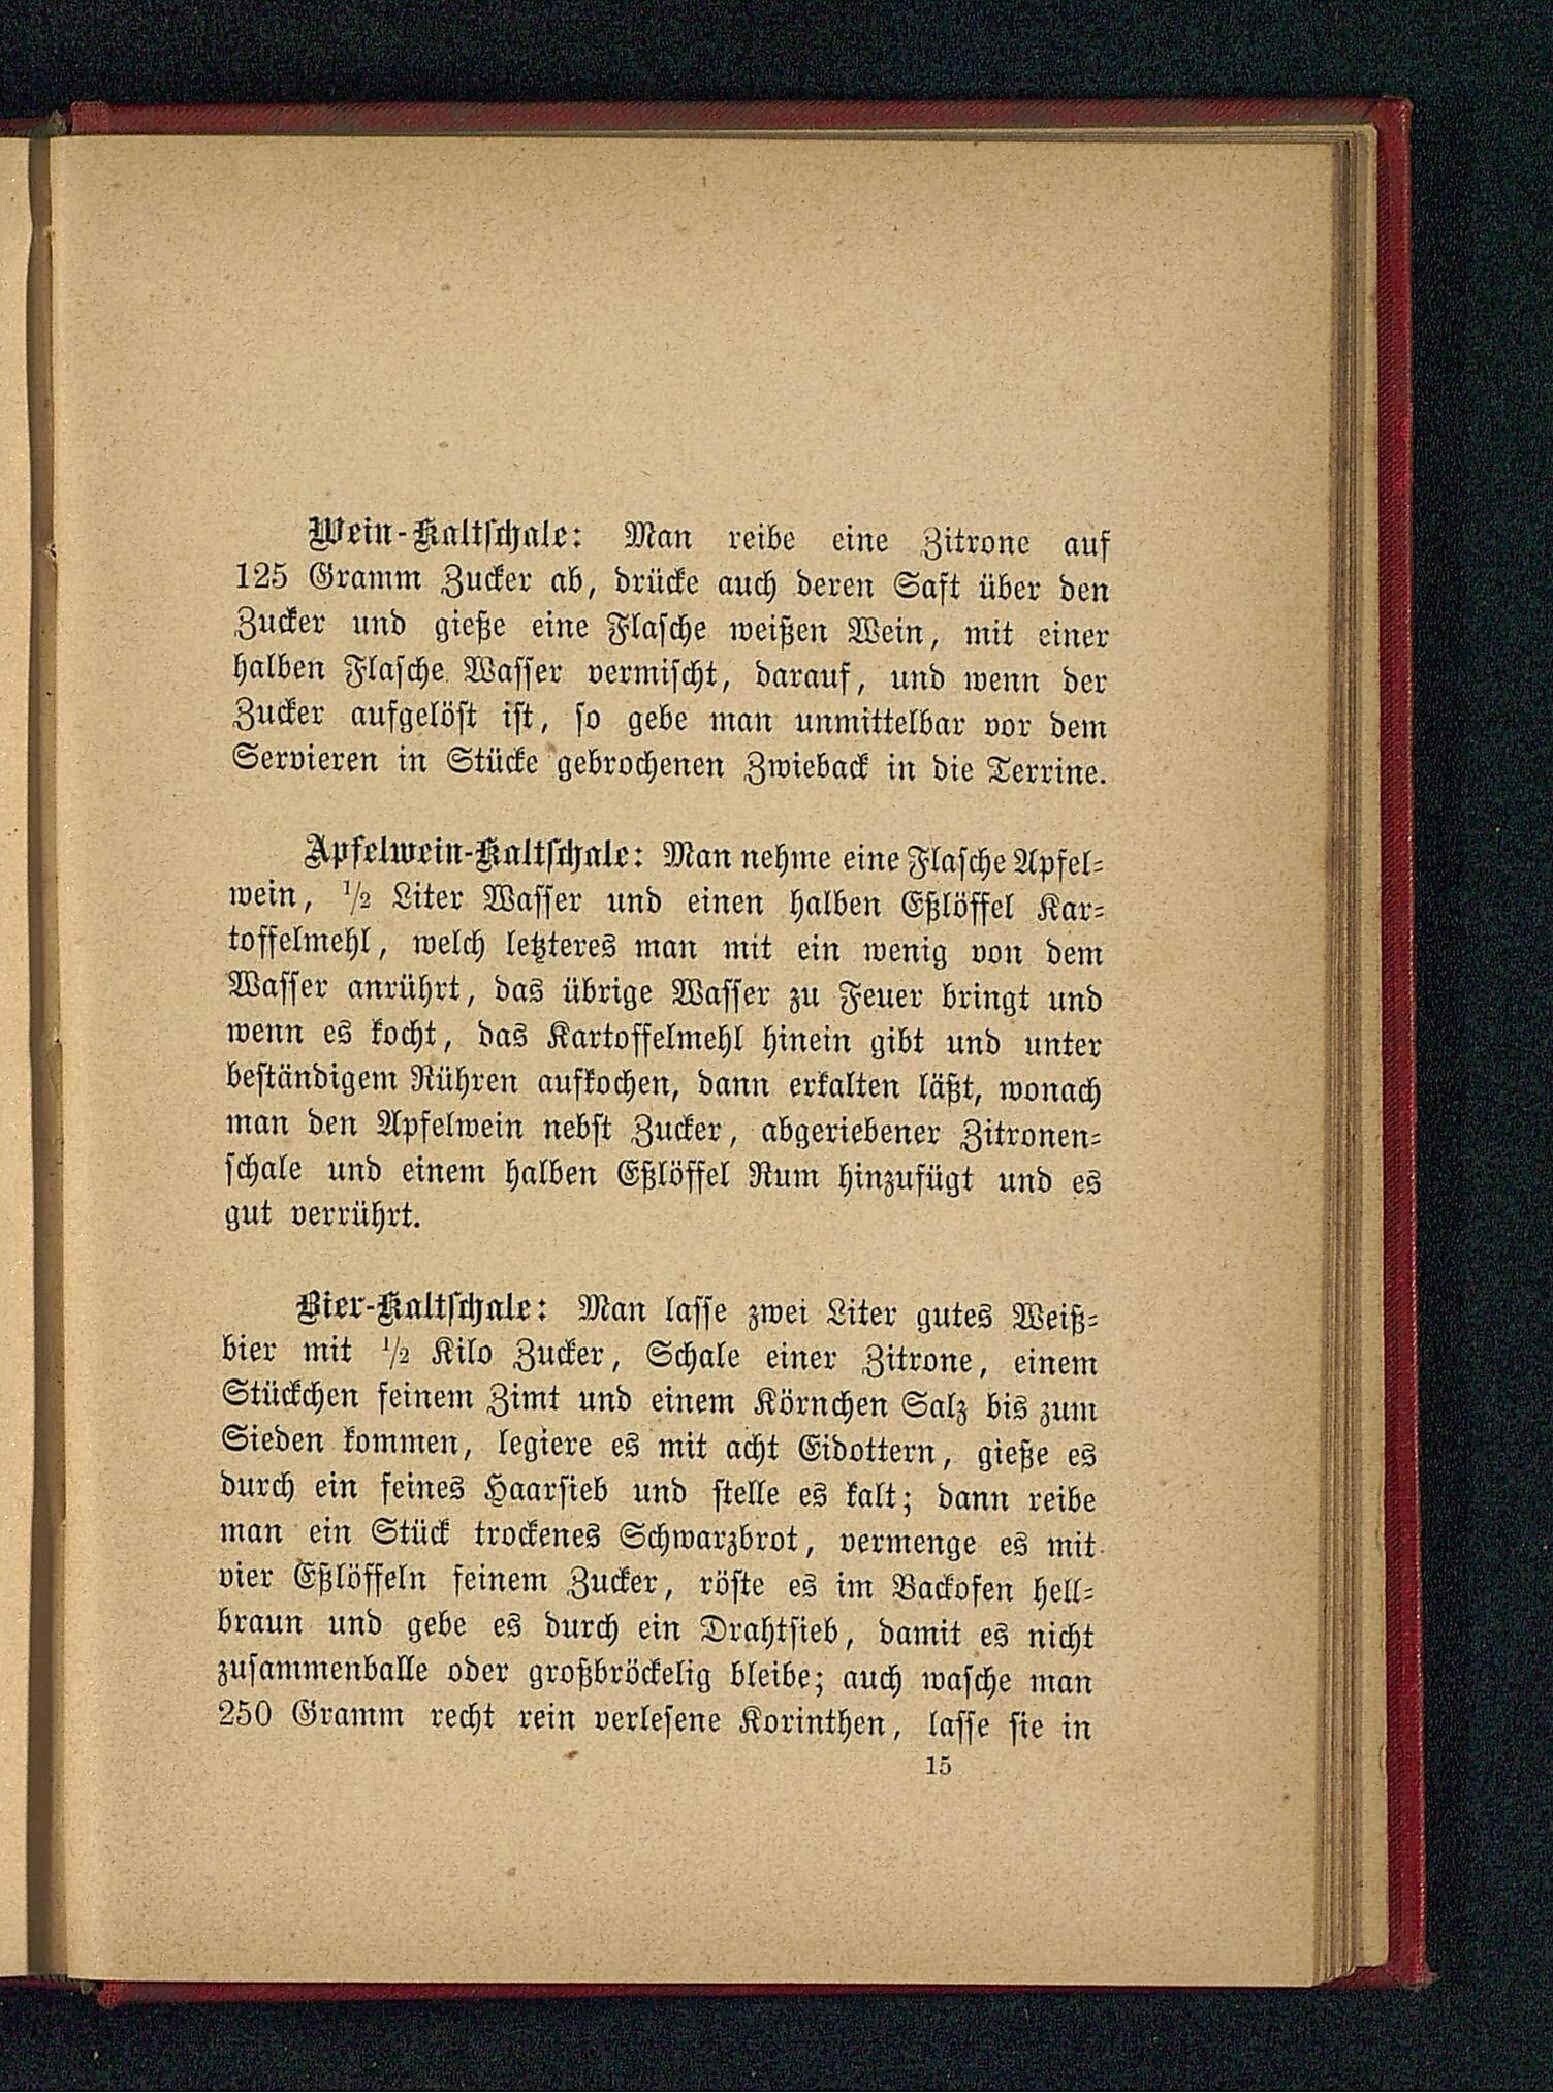 Wein-Kaltschale: Man reibe eine Zitrone auf
125 Gramm Zucker ab, drücke auch deren Saft über den
Zucker und gieße eine Flasche weißen Wein, mit einer
halben Flasche Wasser vermischt, darauf, und wenn der
Zucker aufgelöst ist, so gebe man unmittelbar vor dem
Servieren in Stücke gebrochenen Zwieback in die Terrine.
Apfelwein-Kaltschale: Man nehme eine Flasche Apfel-
wein, 1/2 Liter Wasser und einen halben Eßlöffel Kar-
toffelmehl, welch letzteres man mit ein wenig von dem
Wasser anrührt, das übrige Wasser zu Feuer bringt und
wenn es kocht, das Kartoffelmehl hinein gibt und unter
beständigem Rühren aufkochen, dann erkalten läßt, wonach
man den Apfelwein nebst Zucker, abgeriebener Zitronen-
schale und einem halben Eßlöffel Rum hinzufügt und es
gut verrührt.
Bier-Kaltschale: Man lasse zwei Liter gutes Weiß-
bier mit 1/2 Kilo Zucker, Schale einer Zitrone, einem
Stückchen feinem Zimt und einem Körnchen Salz bis zum
Sieden kommen, legiere es mit acht Eidottern, gieße es
durch ein feines Haarsieb und stelle es kalt; dann reibe
man ein Stück trockenes Schwarzbrot, vermenge es mit
vier Eßlöffeln feinem Zucker, röste es im Backofen hell-
braun und gebe es durch ein Drahtsieb, damit es nicht
zusammenballe oder großbröckelig bleibe; auch wasche man
250 Gramm recht rein verlesene Korinthen, lasse sie in
15